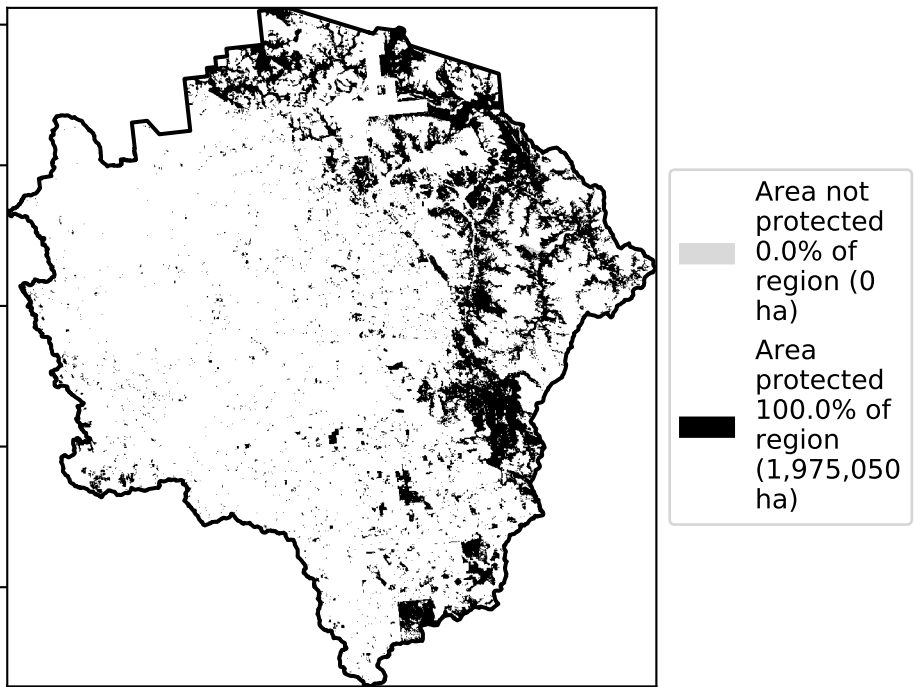 Area not
protected
0.0% of
region (0
ha)
Area
protected
100.0% of
region
(1,975,050
ha)